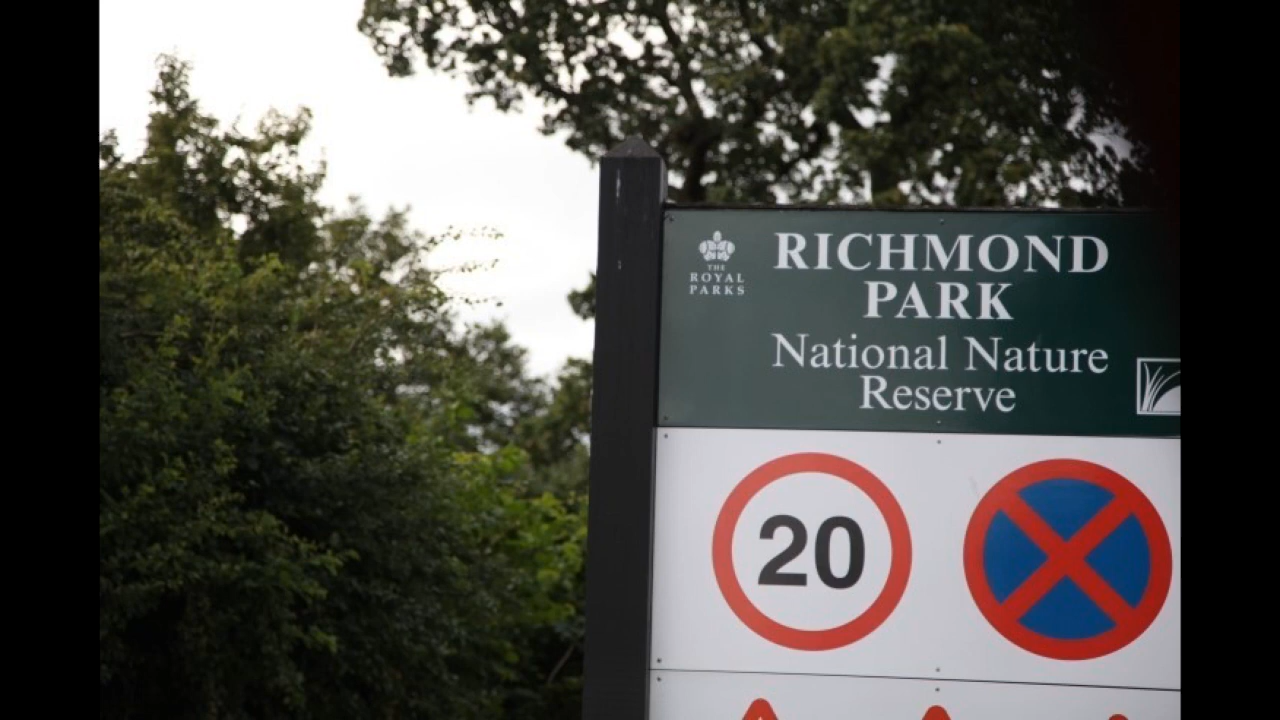 THE
ROYAL
PARKS
RICHMOND
PARK
National Nature
Reserve
20